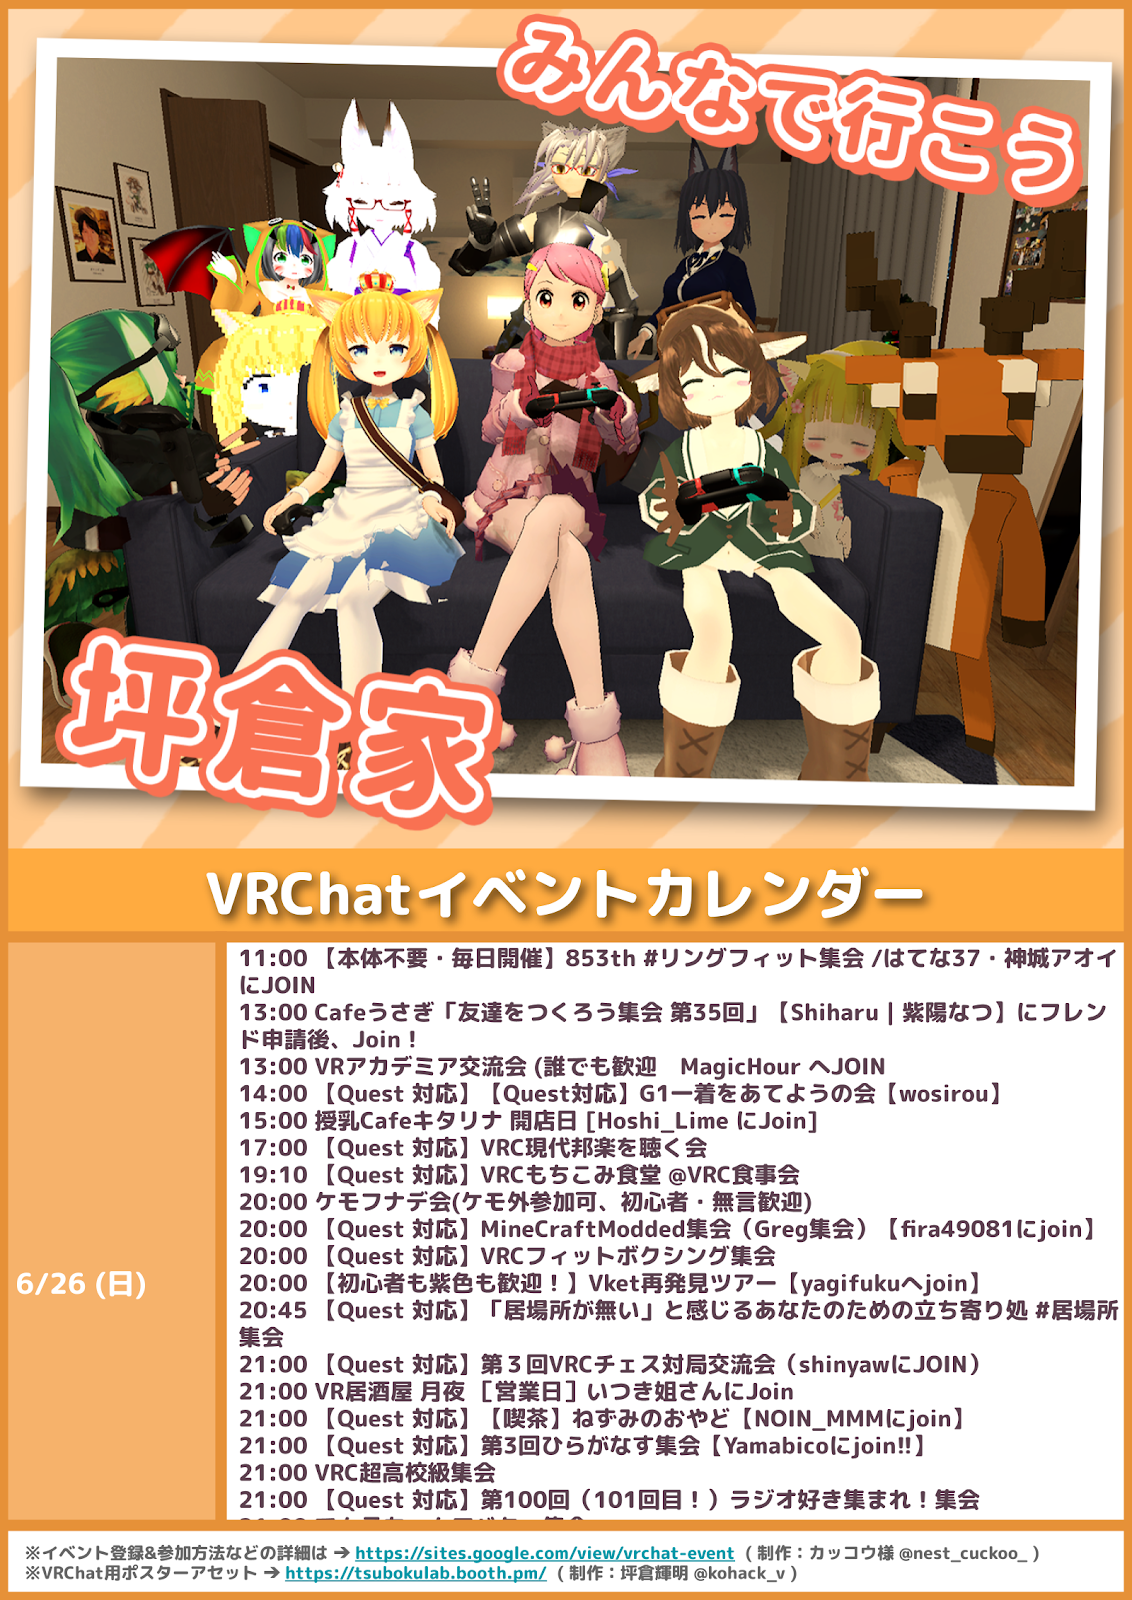 みんなで行こう
坪倉家
VRChatイベントカレンダー
6/26 (日)
11:00 【本体不要・毎日開催】853th #リングフィット集会 /はてな37・神城アオイ
にJOIN
13:00 Cafeうさぎ「友達をつくろう集会 第35回」【Shiharu | 紫陽なつ】にフレン
ド申請後、Join！
13:00 VRアカデミア交流会 (誰でも歓迎　MagicHour へJOIN
14:00 【Quest 対応】【Quest対応】G1一着をあてようの会【wosirou】
15:00 授乳Cafeキタリナ 開店日 [Hoshi_Lime にJoin]
17:00 【Quest 対応】VRC現代邦楽を聴く会
19:10 【Quest 対応】VRCもちこみ食堂 @VRC食事会
20:00 ケモフナデ会(ケモ外参加可、初心者・無言歓迎)
20:00 【Quest 対応】MineCraftModded集会（Greg集会）【fira49081にjoin】
20:00 【Quest 対応】VRCフィットボクシング集会
20:00 【初心者も紫色も歓迎！】Vket再発見ツアー【yagifukuへjoin】
20:45 【Quest 対応】「居場所が無い」と感じるあなたのための立ち寄り処 #居場所
集会
21:00 【Quest 対応】第３回VRCチェス対局交流会（shinyawにJOIN）
21:00 VR居酒屋 月夜 ［営業日］いつき姐さんにJoin
21:00 【Quest 対応】【喫茶】ねずみのおやど【NOIN_MMMにjoin】
21:00 【Quest 対応】第3回ひらがなす集会【Yamabicoにjoin!!】
21:00 VRC超高校級集会
21:00 【Quest 対応】第100回（101回目！）ラジオ好き集まれ！集会
※イベント登録&参加方法などの詳細は → https://sites.google.com/view/vrchat-event （制作：カッコウ様 @nest_cuckoo_ ）
※VRChat用ポスターアセット → https://tsubokulab.booth.pm/ （制作：坪倉輝明 @kohack_v ）